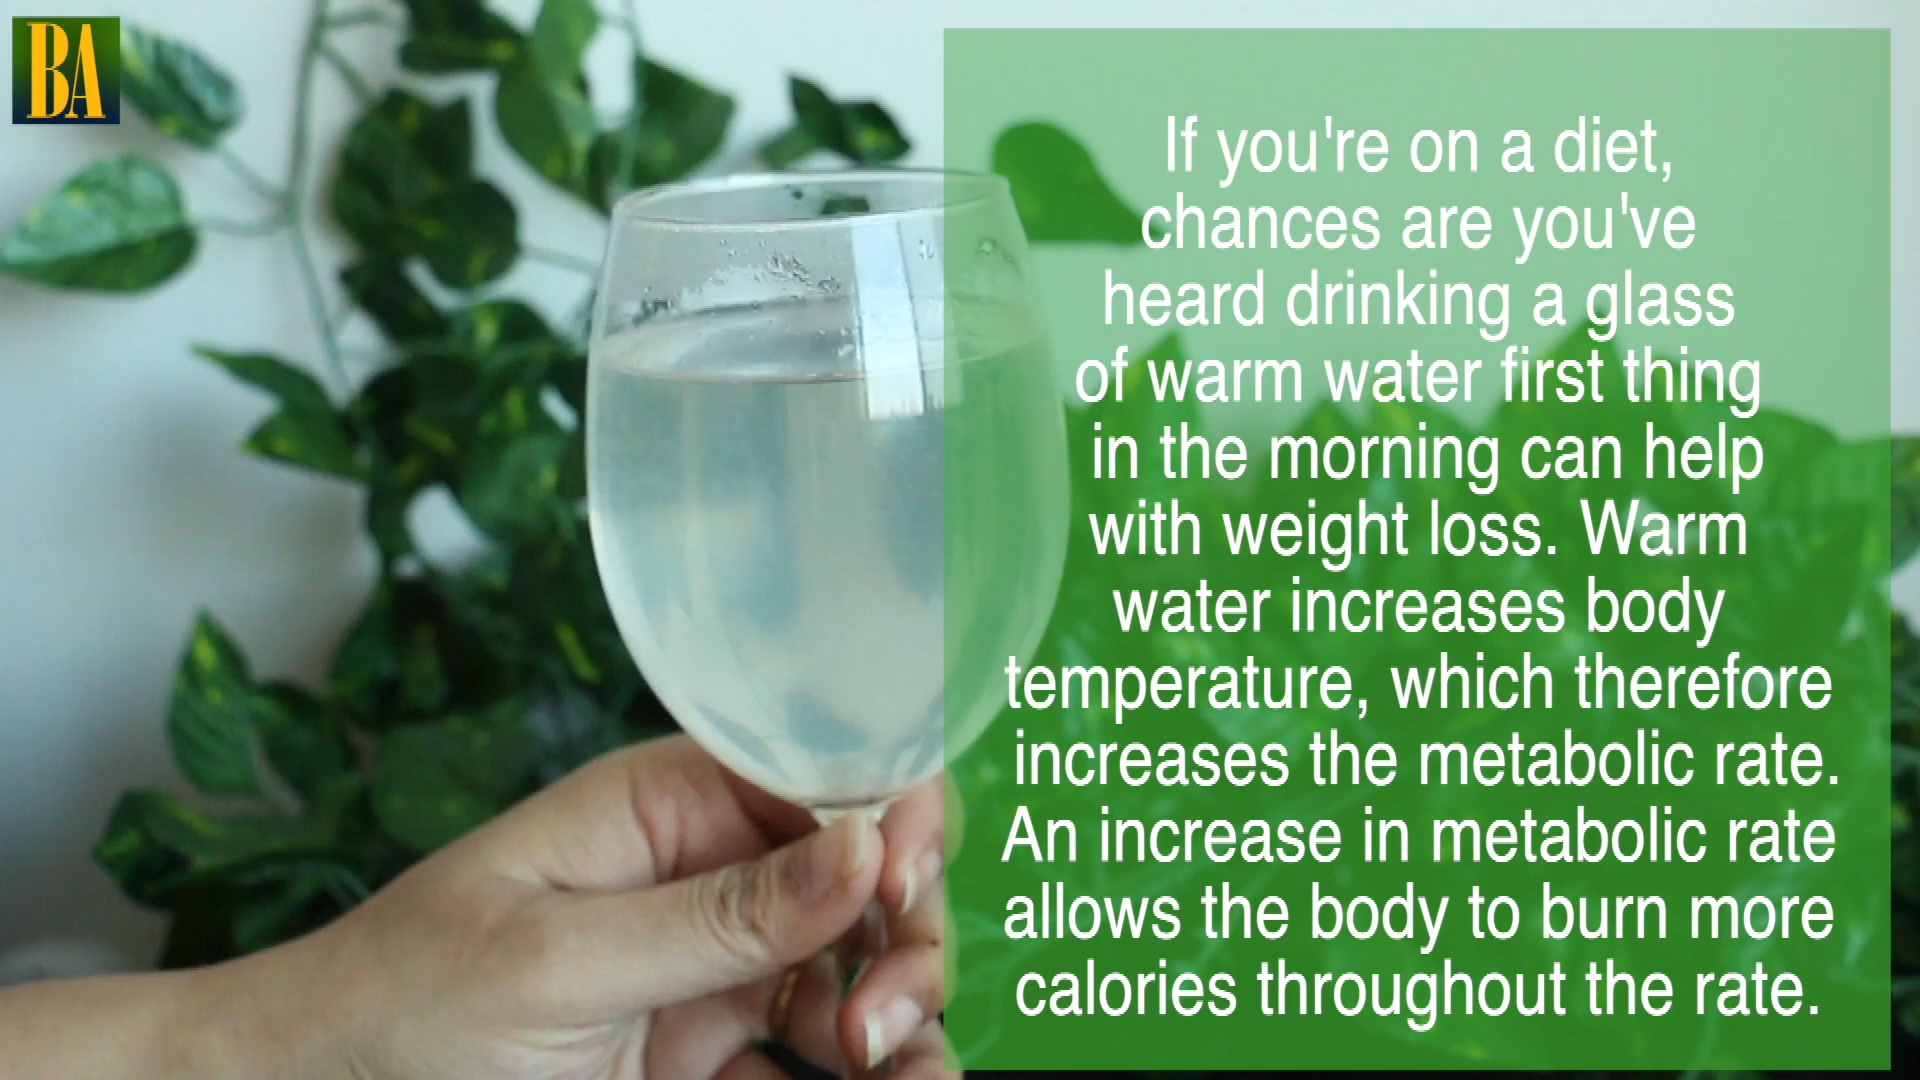 BA
If you're on a diet,
chances are you've
heard drinking a glass
of warm water first thing
in the morning can help
with weight loss. Warm
water increases body
temperature, which therefore
increases the metabolic rate.
An increase in metabolic rate
allows the body to burn more
calories throughout the rate.